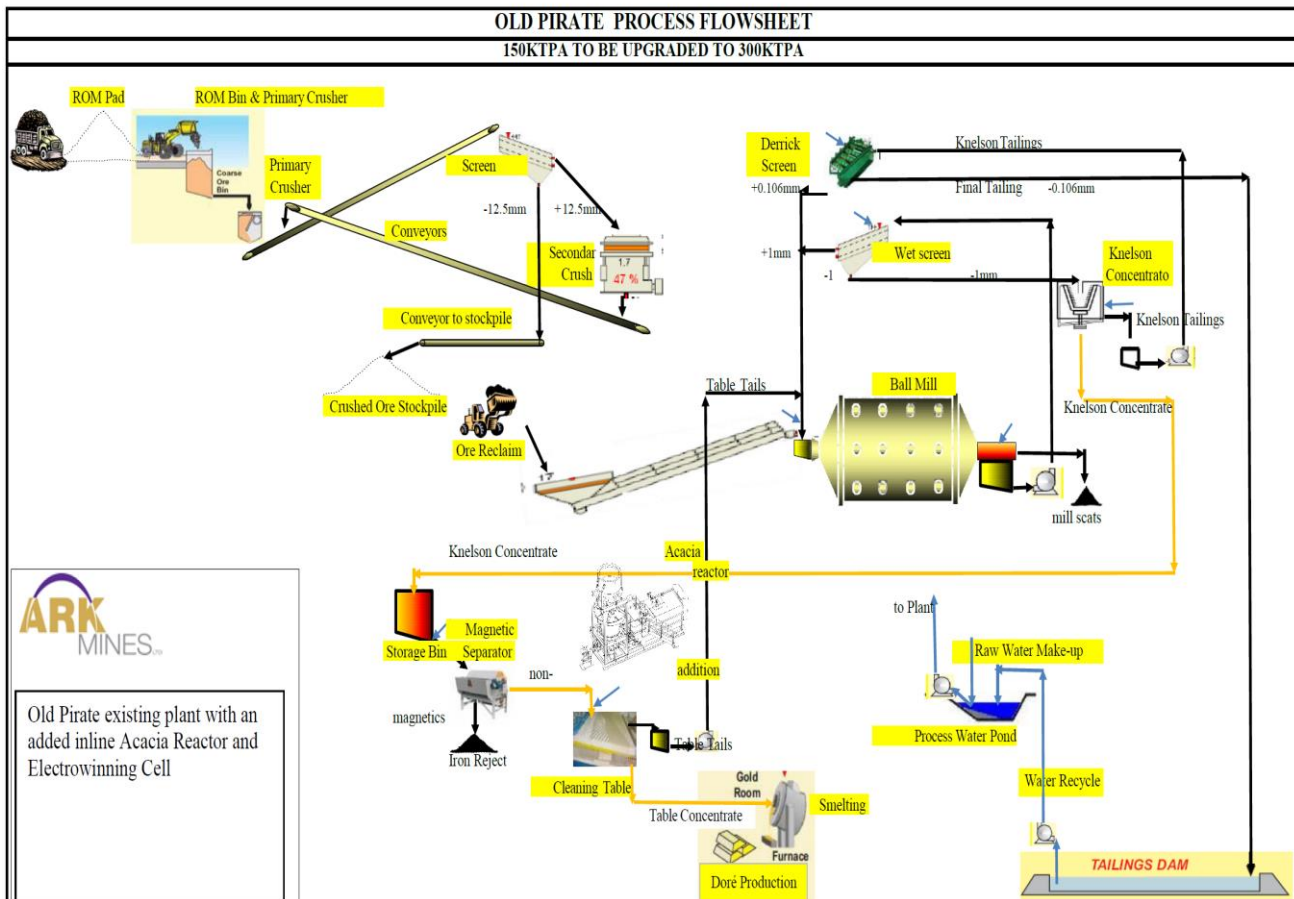 OLD PIRATE PROCESS FLOWSHEET
150KTPA TO BE UPGRADED TO 300KTPA
ROM Pad
ROM Bin & Primary Crusher
Coarse
Ore
Bin
Primary
Crusher
Screen
-12.5mm
+12.5mm
Conveyors
Secondar
Crush
1,7
47 %
Conveyor to stockpile
Crushed Ore Stockpile
Ore Reclaim
Derrick
Screen
+0.106mm
Knelson Tailings
Final Tailing
-0.106mm
+1mm
Wet screen
-1
-1mm
Knelson
Concentrato
Knelson Tailings
Table Tails
Ball Mill
Knelson Concentrate
mill scats
Knelson Concentrate
Acacia
reactor
addition
Storage Bin
Magnetic
Separator
non-
magnetics
Iron Reject
Table Tails
Cleaning Table
Table Concentrate
Gold
Room
Smelting
Furnace
Doré Production
to Plant
Raw Water Make-up
Process Water Pond
Water Recycle
TAILINGS DAM
ARK
MINES LTD
Old Pirate existing plant with an
added inline Acacia Reactor and
Electrowinning Cell